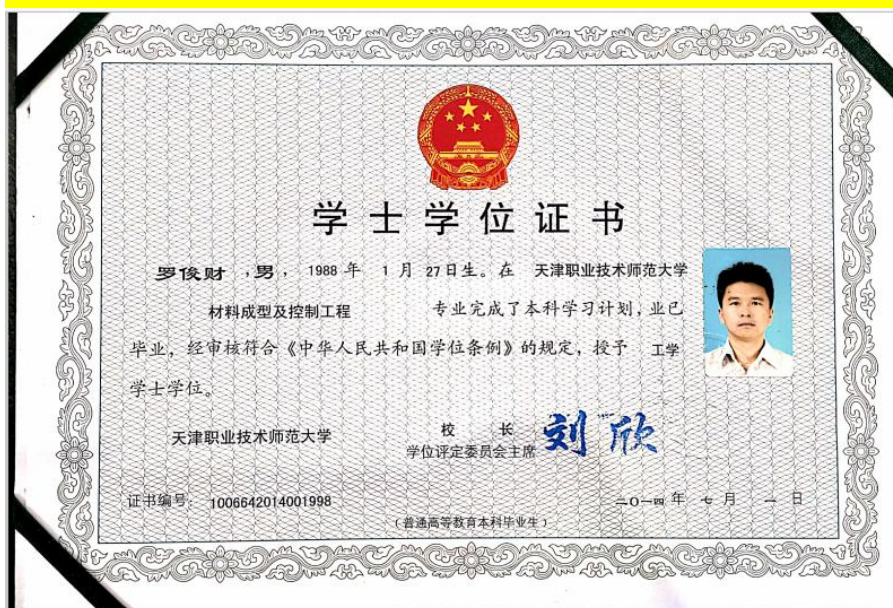 学士学位证书
罗俊财,男,1988年1月27日生。在 天津职业技术师范大学
材料成型及控制工程 专业完成了本科学习计划,业已
毕业,经审核符合《中华人民共和国学位条例》的规定,授予 工学
学士学位。
天津职业技术师范大学 校长
学位评定委员会主席 刘欣
证书编号:1006642014001998 二〇一四年七月一日
(普通高等教育本科毕业生)